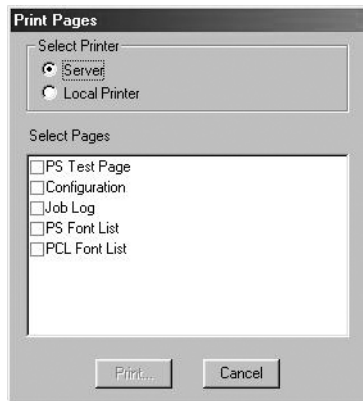 Print Pages
Select Printer
Server
Local Printer
Select Pages
PS Test Page
Configuration
Job Log
PS Font List
PCL Font List
Print... Cancel